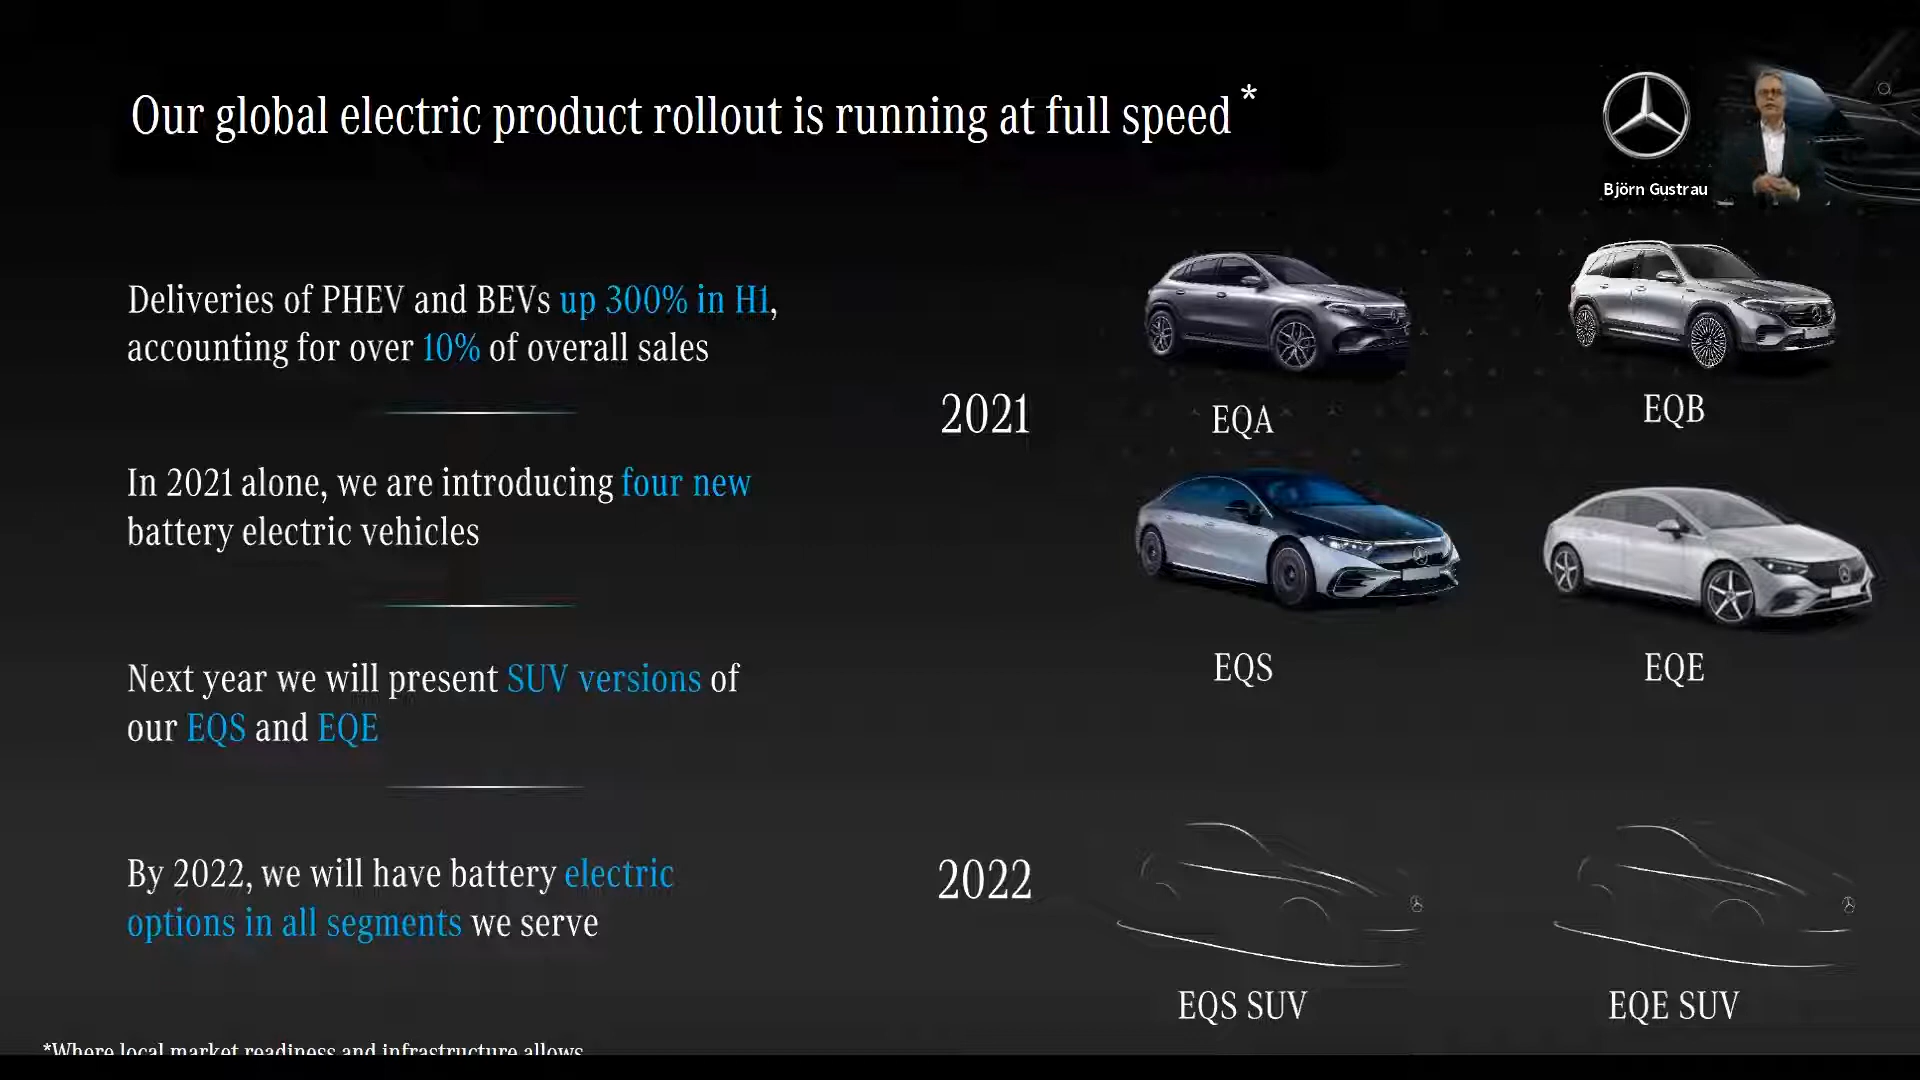 Our global electric product rollout is running at full speed*
Björn Gustrau
Deliveries of PHEV and BEVs up 300% in H1,
accounting for over 10% of overall sales
In 2021 alone, we are introducing four new
battery electric vehicles
Next year we will present SUV versions of
our EQS and EQE
By 2022, we will have battery electric
options in all segments we serve
2021
EQA
EQB
EQS
EQE
2022
EQS SUV
EQE SUV
*Where local market readiness and infrastructure allows